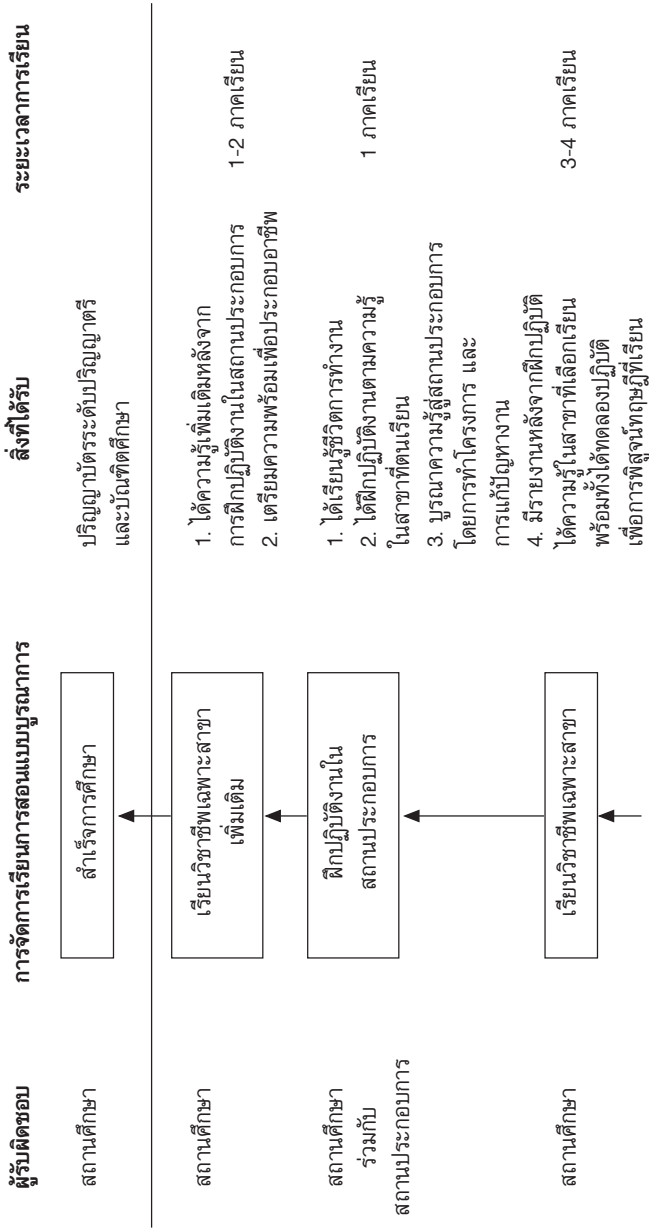 ผู้รับผิดชอบ
การจัดการเรียนการสอนแบบบูรณาการ
สิ่งที่ได้รับ
ระยะเวลาการเรียน
สถานศึกษา
สำเร็จการศึกษา
ปริญญาบัตรระดับปริญญาตรี
และบัณฑิตศึกษา
สถานศึกษา
เรียนวิชาชีพเฉพาะสาขา
เพิ่มเติม
1. ได้ความรู้เพิ่มเติมหลังจาก
การฝึกปฏิบัติงานในสถานประกอบการ
2. เตรียมความพร้อมเพื่อประกอบอาชีพ
1-2 ภาคเรียน
สถานศึกษา
ร่วมกับ
สถานประกอบการ
ฝึกปฏิบัติงานใน
สถานประกอบการ
1. ได้เรียนรู้ชีวิตการทำงาน
2. ได้ฝึกปฏิบัติงานตามความรู้
ในสาขาที่ตนเรียน
3. บูรณาความรู้สู่สถานประกอบการ
โดยการทำโครงการ และ
การแก้ปัญหางาน
4. มีรายงานหลังจากฝึกปฏิบัติ
1 ภาคเรียน
สถานศึกษา
เรียนวิชาชีพเฉพาะสาขา
ได้ความรู้ในสาขาที่เลือกเรียน
พร้อมทั้งได้ทดลองปฏิบัติ
เพื่อการพิสูจน์ทฤษฎีที่เรียน
3-4 ภาคเรียน